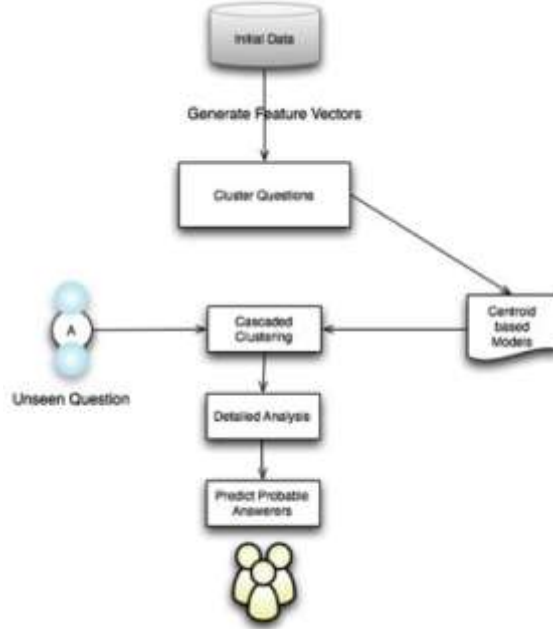 Initial Data
Generate Feature Vectors
Cluster Questions
A
Unseen Question
Cascaded
Clustering
Centroid
based
Models
Detailed Analysis
Predict Probable
Answerers